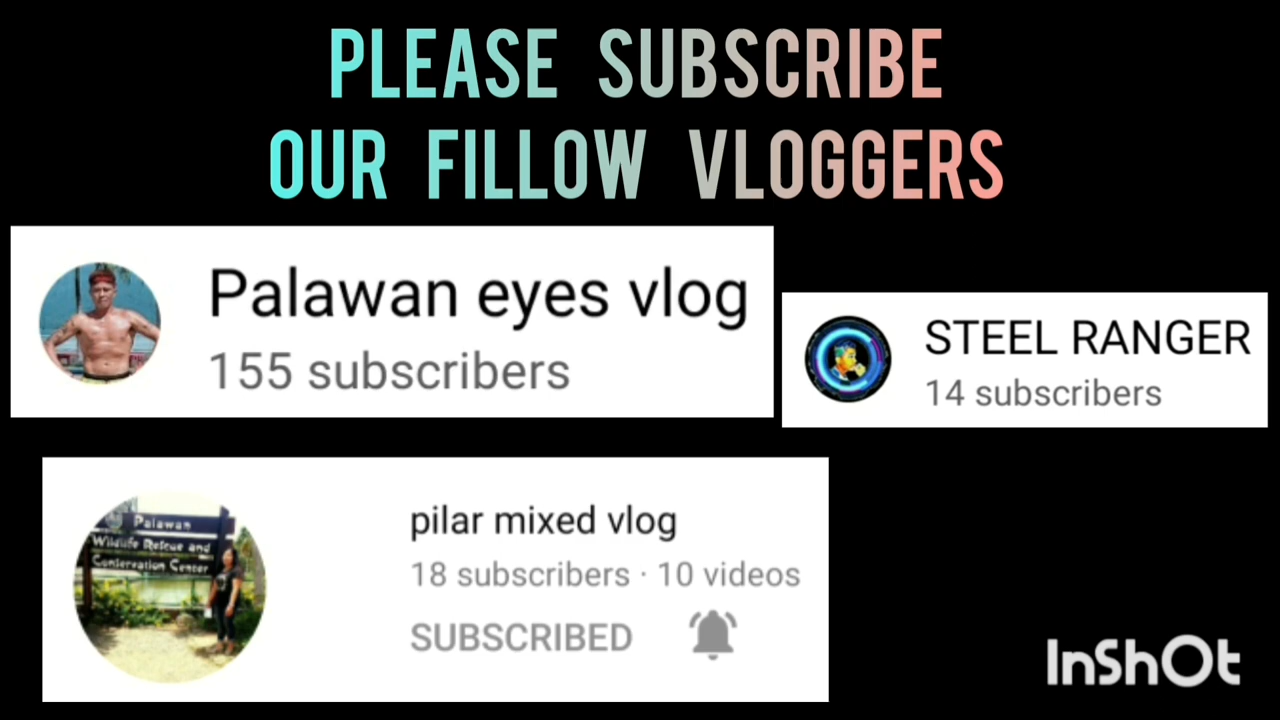 PLEASE SUBSCRIBE
OUR FILLOW VLOGGERS
Palawan eyes vlog
155 subscribers
STEEL RANGER
14 subscribers
Palawan
Wildlife Rescue and
Conservation Center
pilar mixed vlog
18 subscribers · 10 videos
SUBSCRIBED
InShOt